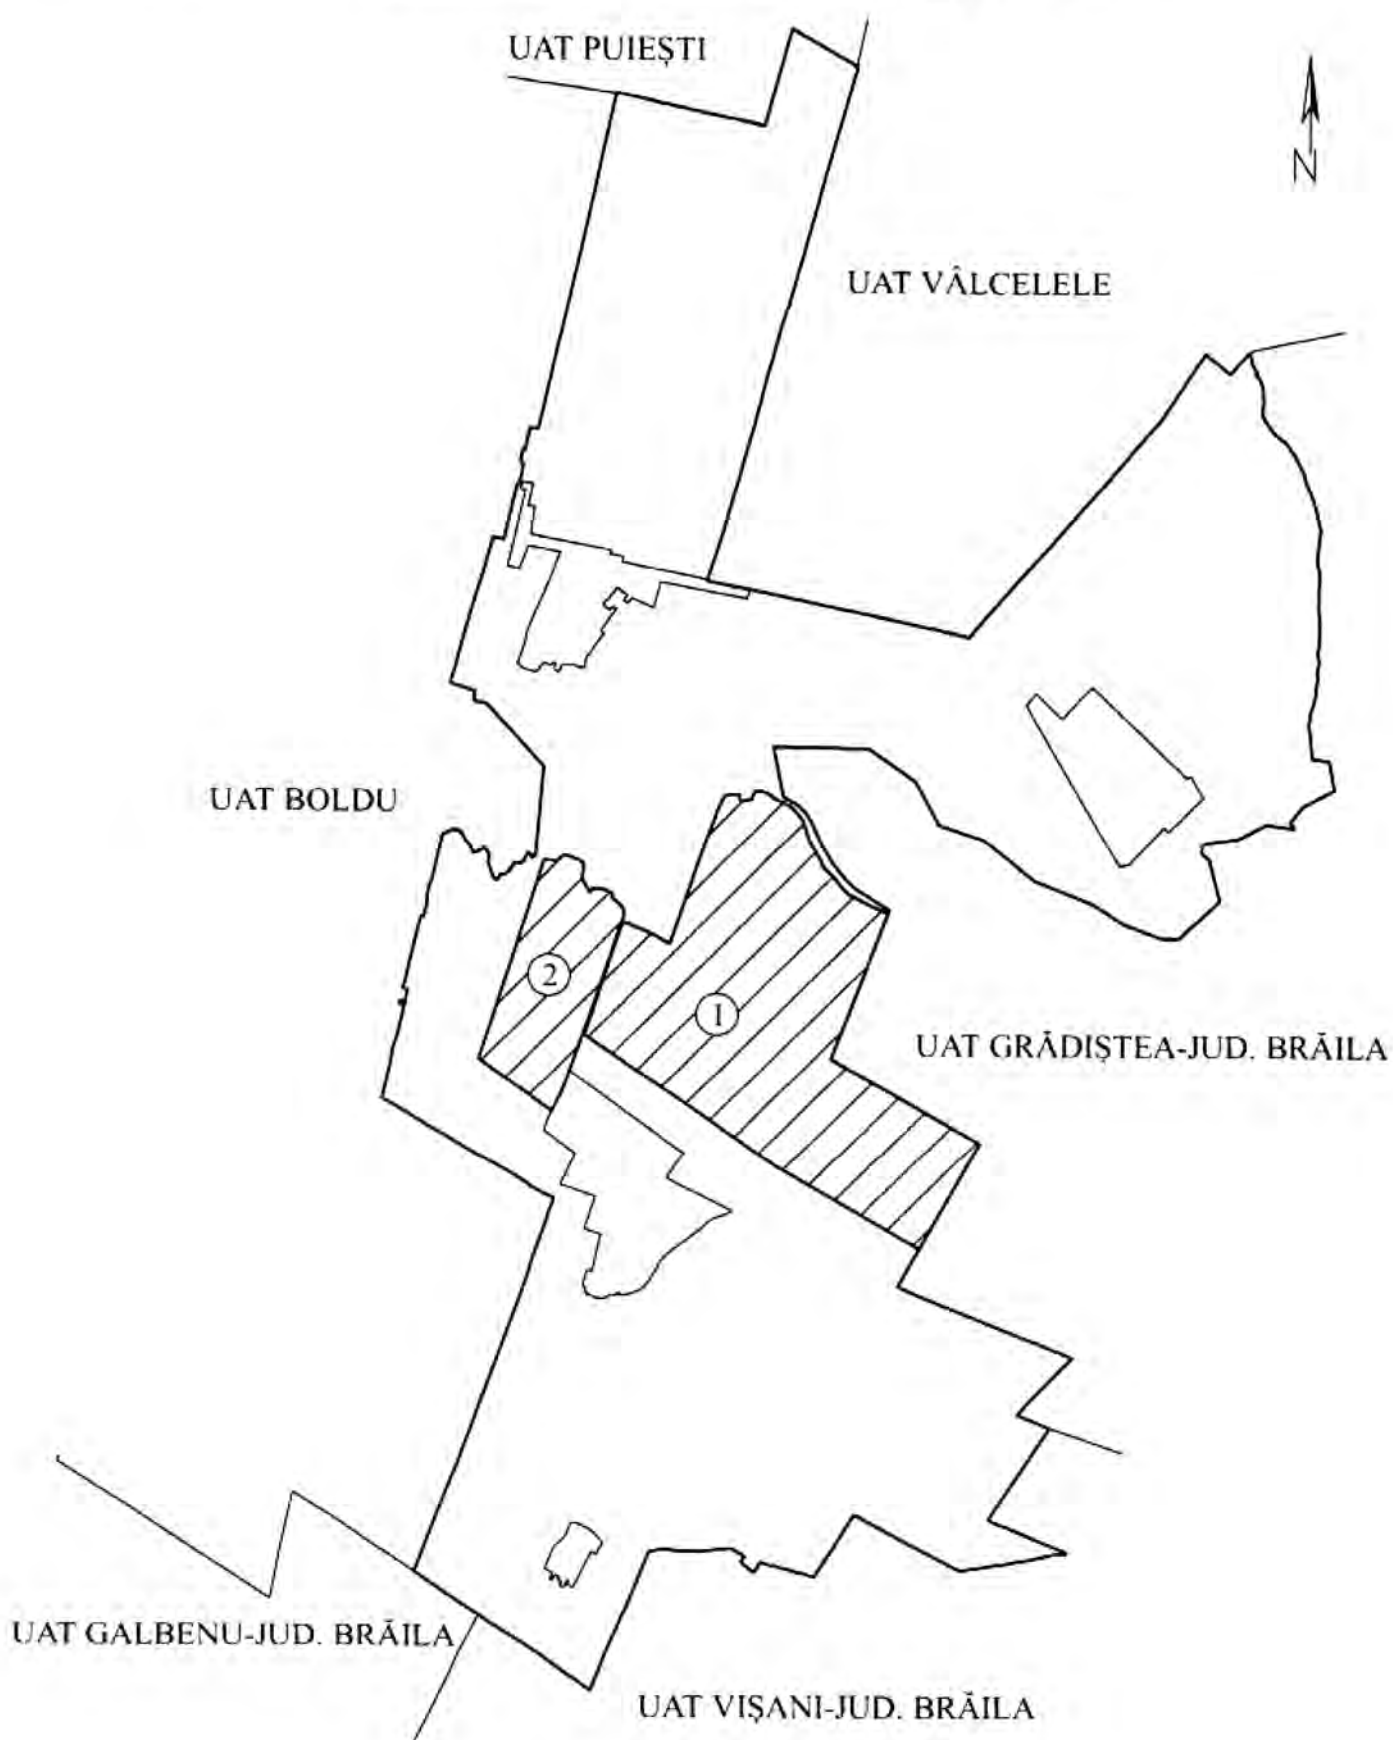 UAT PUIEȘTI
N
UAT VÂLCELELE
UAT BOLDU
2
1
UAT GRĂDIȘTEA-JUD. BRĂILA
UAT GALBENU-JUD. BRĂILA
UAT VIȘANI-JUD. BRĂILA